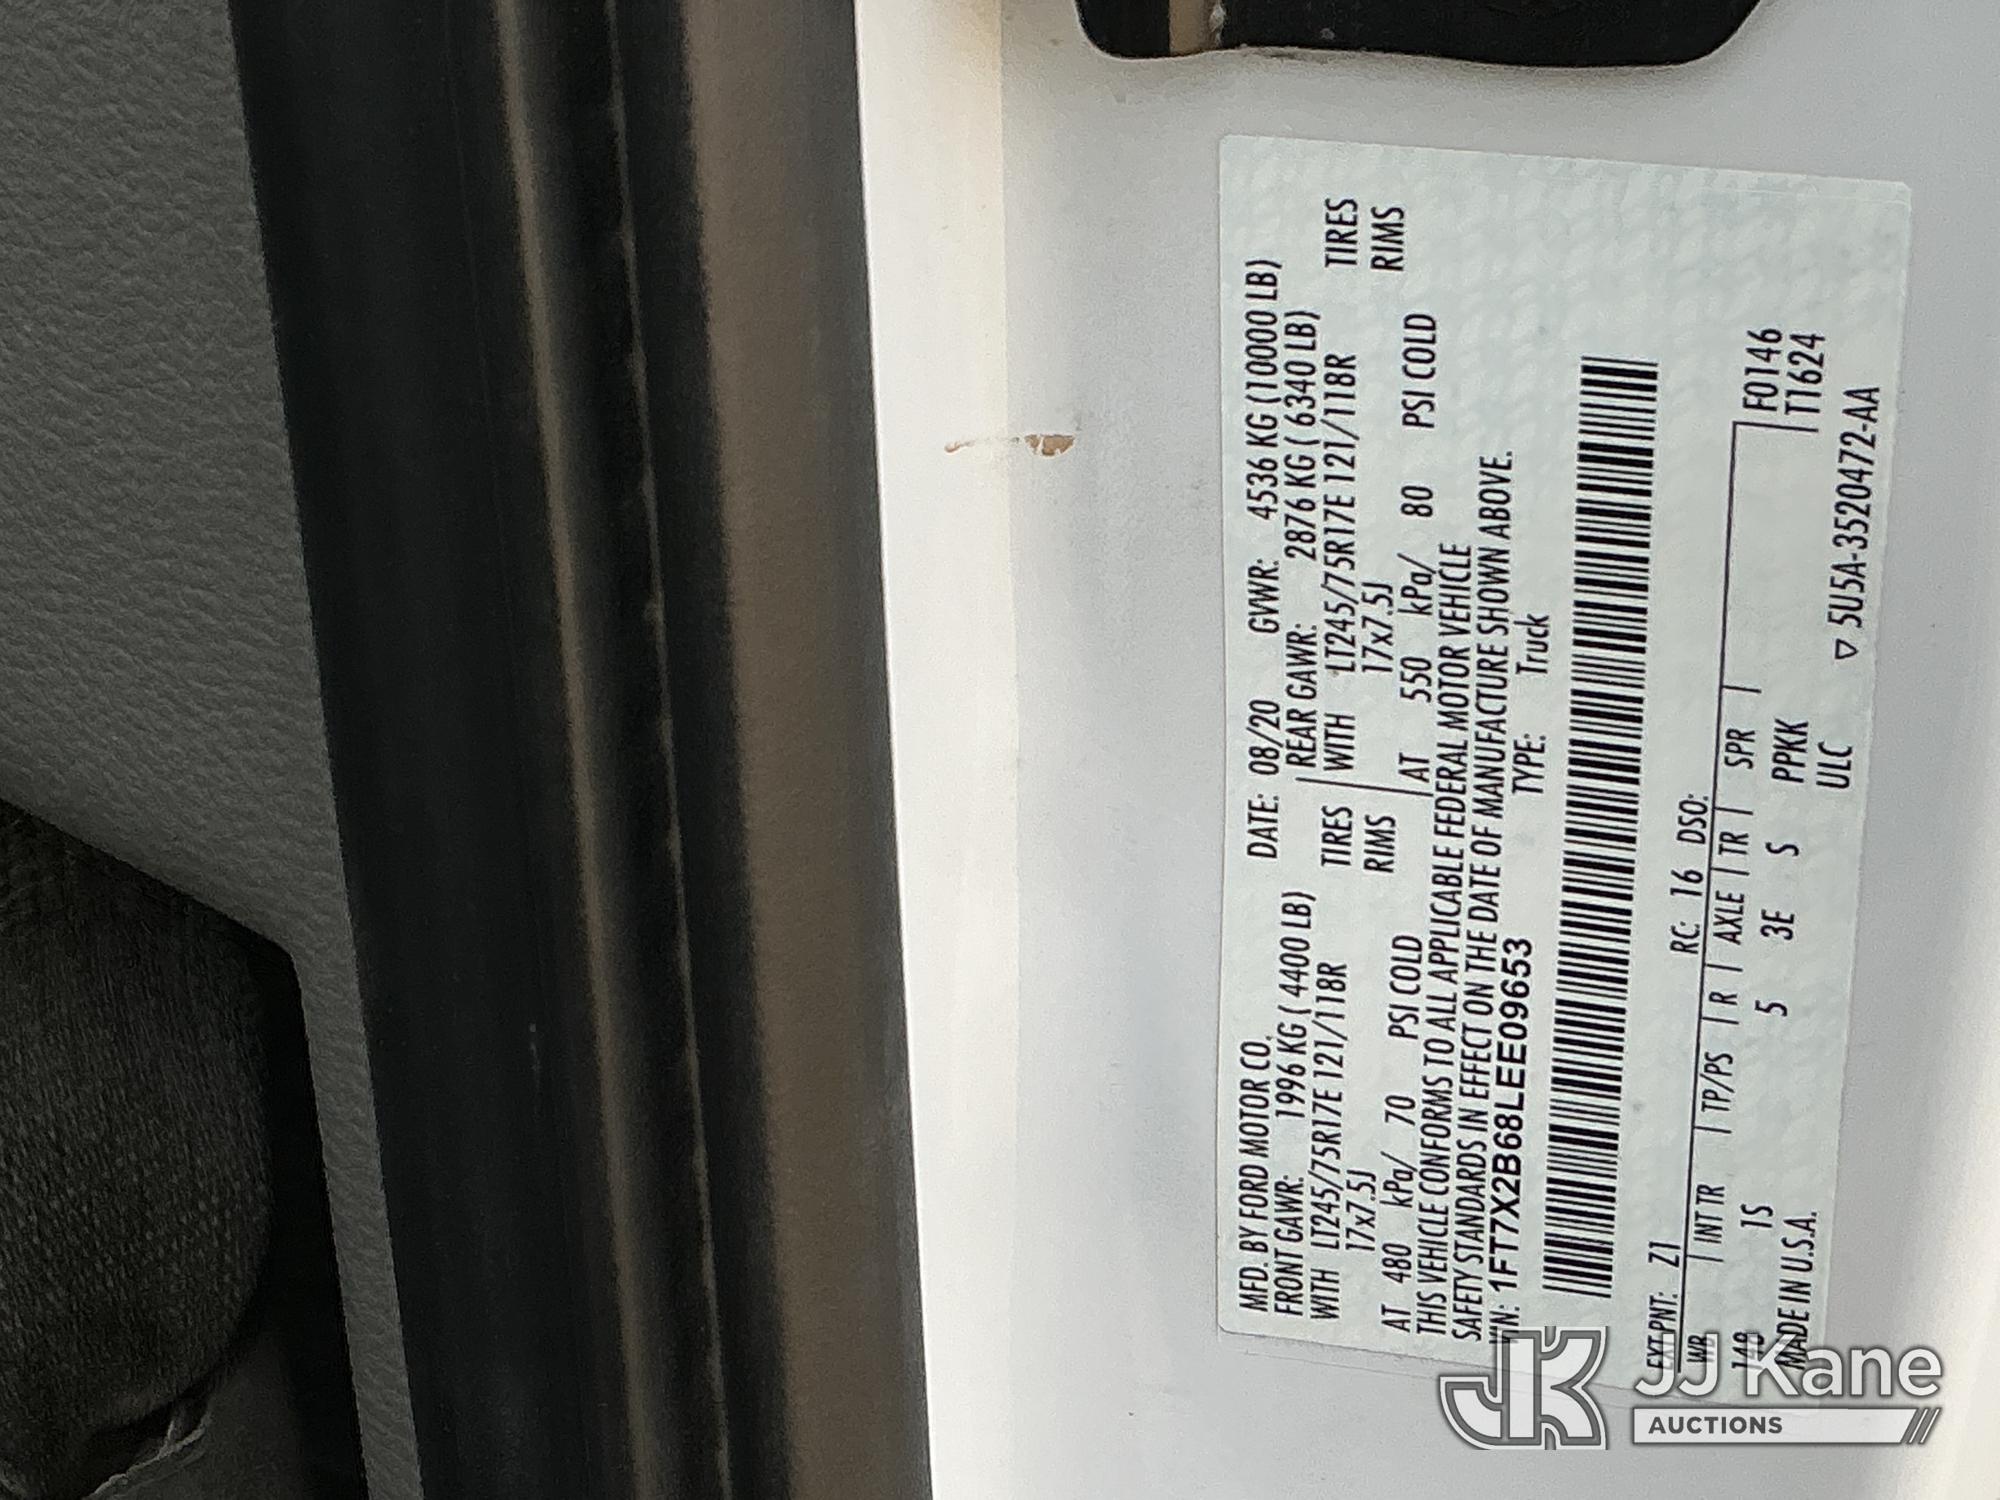 MFD. BY FORD MOTOR CO. DATE: 08/20 GVWR: 4536 KG (10000 LB)
FRONT GAWR: 1996 KG ( 4400 LB) REAR GAWR: 2876 KG ( 6340 LB)
WITH LT245/75R17E 121/118R TIRES WITH LT245/75R17E 121/118R TIRES
17x7.5J RIMS 17x7.5J RIMS
AT 480 kPa/ 70 PSI COLD AT 550 kPa/ 80 PSI COLD
THIS VEHICLE CONFORMS TO ALL APPLICABLE FEDERAL MOTOR VEHICLE
SAFETY STANDARDS IN EFFECT ON THE DATE OF MANUFACTURE SHOWN ABOVE.
VIN: 1FT7X2B68LEE09653 TYPE: Truck
EXT PNT: Z1 RC: 16 DSO:
WB INT TR TP/PS R AXLE TR SPR F0146
148 1S 5 3E S PPKK T1624
MADE IN U.S.A. ULC ▽ 5U5A-3520472-AA
JJ Kane
AUCTIONS